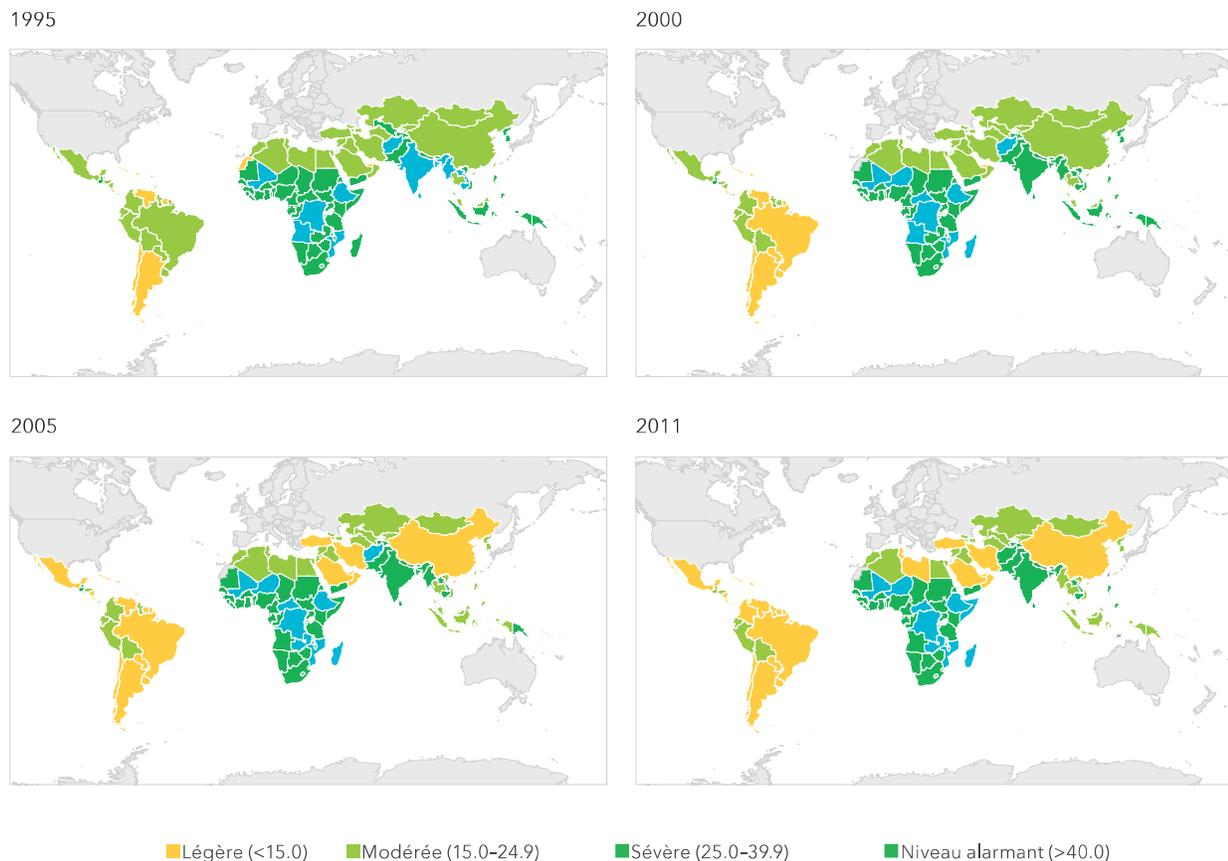 1995
2000
2005
2011
Légère (<15.0)
Modérée (15.0–24.9)
Sévère (25.0–39.9)
Niveau alarmant (>40.0)